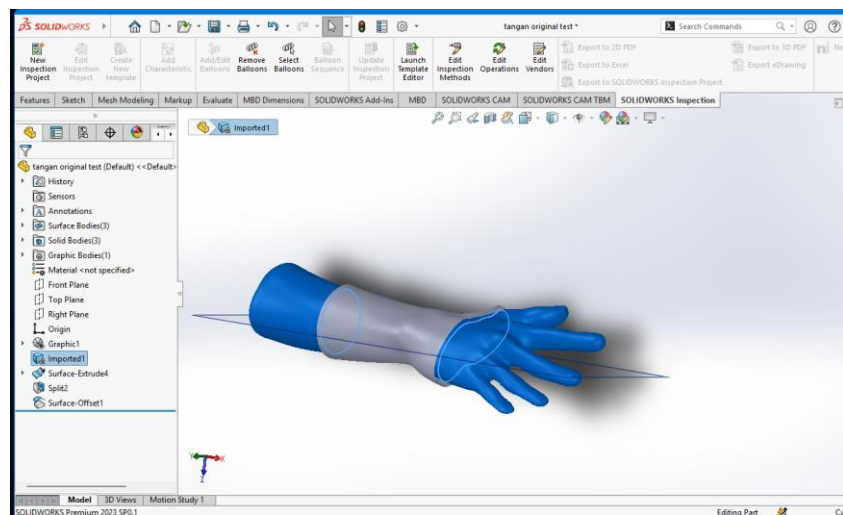 SOLIDWORKS
tangan original test *
Search Commands
New Inspection Project
Edit Inspection Project
Create New template
Add Characteristic
Add/Edit Balloons
Remove Balloons
Select Balloons
Balloon Sequence
Update Inspection Project
Launch Template Editor
Edit Inspection Methods
Edit Operations
Edit Vendors
Export to 2D PDF
Export to Excel
Export to SOLIDWORKS Inspection Project
Export to 3D PDF
Export eDrawing
Features Sketch Mesh Modeling Markup Evaluate MBD Dimensions SOLIDWORKS Add-Ins MBD SOLIDWORKS CAM SOLIDWORKS CAM TBM SOLIDWORKS Inspection
Imported1
tangan original test (Default) <<Default>
History
Sensors
Annotations
Surface Bodies(3)
Solid Bodies(3)
Graphic Bodies(1)
Material <not specified>
Front Plane
Top Plane
Right Plane
Origin
Graphic1
Imported1
Surface-Extrude4
Split2
Surface-Offset1
Model 3D Views Motion Study 1
SOLIDWORKS Premium 2023 SP0.1
Editing Part